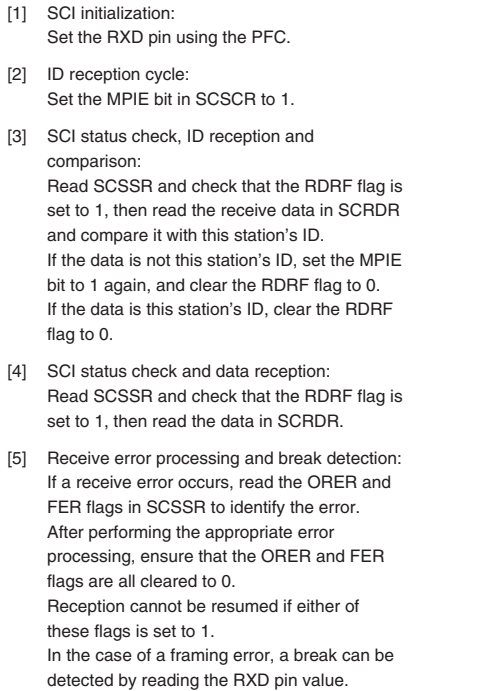 [1] SCI initialization:
Set the RXD pin using the PFC.
[2] ID reception cycle:
Set the MPIE bit in SCSCR to 1.
[3] SCI status check, ID reception and
comparison:
Read SCSSR and check that the RDRF flag is
set to 1, then read the receive data in SCRDR
and compare it with this station's ID.
If the data is not this station's ID, set the MPIE
bit to 1 again, and clear the RDRF flag to 0.
If the data is this station's ID, clear the RDRF
flag to 0.
[4] SCI status check and data reception:
Read SCSSR and check that the RDRF flag is
set to 1, then read the data in SCRDR.
[5] Receive error processing and break detection:
If a receive error occurs, read the ORER and
FER flags in SCSSR to identify the error.
After performing the appropriate error
processing, ensure that the ORER and FER
flags are all cleared to 0.
Reception cannot be resumed if either of
these flags is set to 1.
In the case of a framing error, a break can be
detected by reading the RXD pin value.